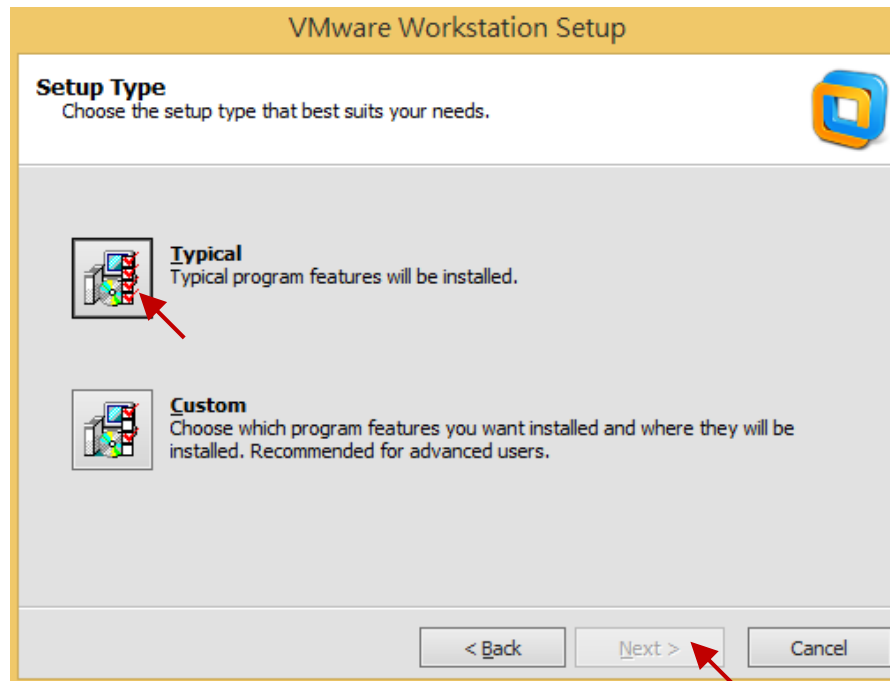 VMware Workstation Setup
Setup Type
Choose the setup type that best suits your needs.
Typical
Typical program features will be installed.
Custom
Choose which program features you want installed and where they will be
installed. Recommended for advanced users.
< Back
Next >
Cancel